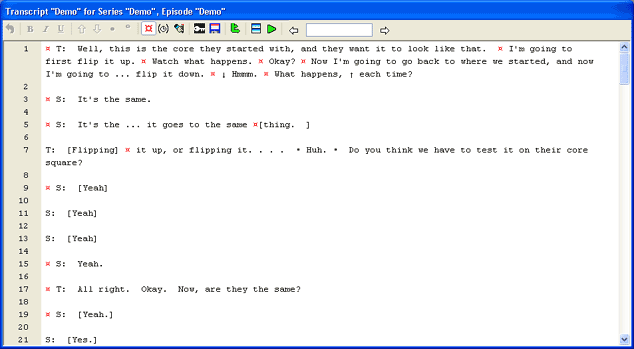 Transcript "Demo" for Series "Demo", Episode "Demo"
B I U
1 ¤ T: Well, this is the core they started with, and they want it to look like that. ¤ I'm going to
first flip it up. ¤ Watch what happens. ¤ Okay? ¤ Now I'm going to go back to where we started, and now
I'm going to ... flip it down. ¤ ↓ Hmmm. ¤ What happens, ↑ each time?
2
3 ¤ S: It's the same.
4
5 ¤ S: It's the ... it goes to the same ¤[thing. ]
6
7 T: [Flipping] ¤ it up, or flipping it. . . . • Huh. • Do you think we have to test it on their core
square?
8
9 ¤ S: [Yeah]
10
11 S: [Yeah]
12
13 S: [Yeah]
14
15 ¤ S: Yeah.
16
17 ¤ T: All right. Okay. Now, are they the same?
18
19 ¤ S: [Yeah.]
20
21 S: [Yes.]